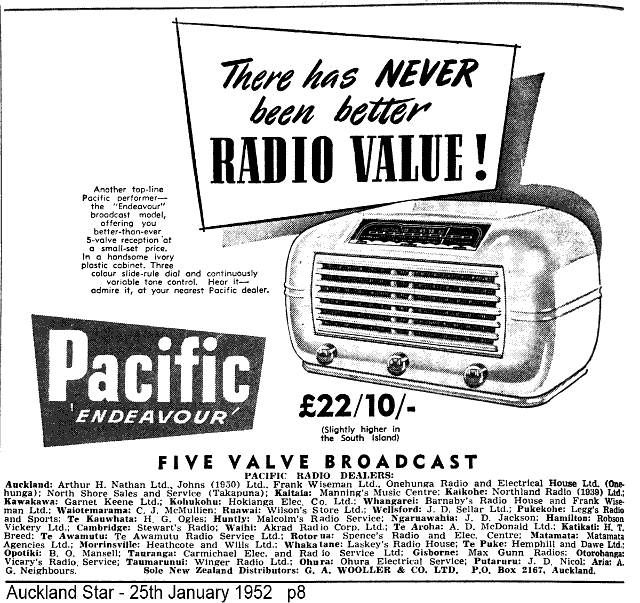 There has NEVER
been better
RADIO VALUE!
Another top-line
Pacific performer—
the "Endeavour"
broadcast model,
offering you
better-than-ever
5-valve reception at
a small-set price.
In a handsome ivory
plastic cabinet. Three
colour slide-rule dial and continuously
variable tone control. Hear it—
admire it, at your nearest Pacific dealer.
Pacific
'ENDEAVOUR'
£22/10/-
(Slightly higher in
the South Island)
FIVE VALVE BROADCAST
PACIFIC RADIO DEALERS:
Auckland: Arthur H. Nathan Ltd., Johns (1950) Ltd., Frank Wiseman Ltd., Onehunga Radio and Electrical House Ltd. (One-
hunga); North Shore Sales and Service (Takapuna); Kaitaia: Manning's Music Centre; Kaikohe: Northland Radio (1939) Ltd.;
Kawakawa: Garnet Keene Ltd.; Kohukohu: Hokianga Elec. Co. Ltd.; Whangarei: Barnaby's Radio House and Frank Wise-
man Ltd.; Waiotemarama: C. J. McMullien; Ruawai: Wilson's Store Ltd.; Wellsford: J. D. Sellar Ltd.; Pukekohe: Legg's Radio
and Sports; Te Kauwhata: H. G. Ogles; Huntly: Malcolm's Radio Service; Ngaruawahia: J. D. Jackson; Hamilton: Robson
Vickery Ltd.; Cambridge: Stewart's Radio; Waihi: Akrad Radio Corp. Ltd.; Te Aroha: A. D. McDonald Ltd.; Katikati: H. T.
Breed; Te Awamutu: Te Awamutu Radio Service Ltd.; Rotorua: Spence's Radio and Elec. Centre; Matamata: Matamata
Agencies Ltd.; Morrinsville: Heathcote and Wills Ltd.; Whakatane: Laskey's Radio House; Te Puke: Hemphill and Dawe Ltd.;
Opotiki: B. O. Mansell; Tauranga: Carmichael Elec. and Radio Service Ltd; Gisborne: Max Gunn Radios; Otorohanga:
Vicary's Radio Service; Taumarunui: Winger Radio Ltd.; Ohura: Ohura Electrical Service; Putaruru: J. D. Nicol; Aria: A.
G. Neighbours. Sole New Zealand Distributors: G. A. WOOLLER & CO. LTD. P.O. Box 2167, Auckland.
Auckland Star - 25th January 1952 p8